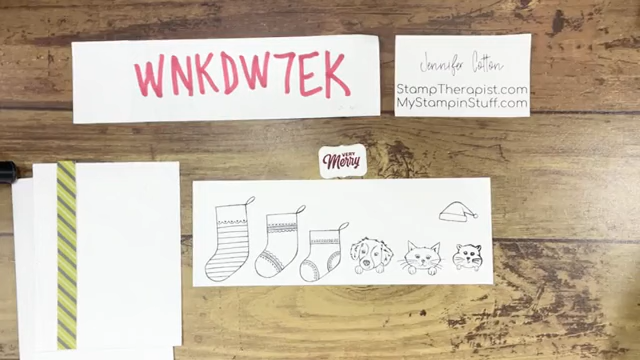 WNKDW7EK
Jennifer Cotton
StampTherapist.com
MyStampinStuff.com
VERY
Merry